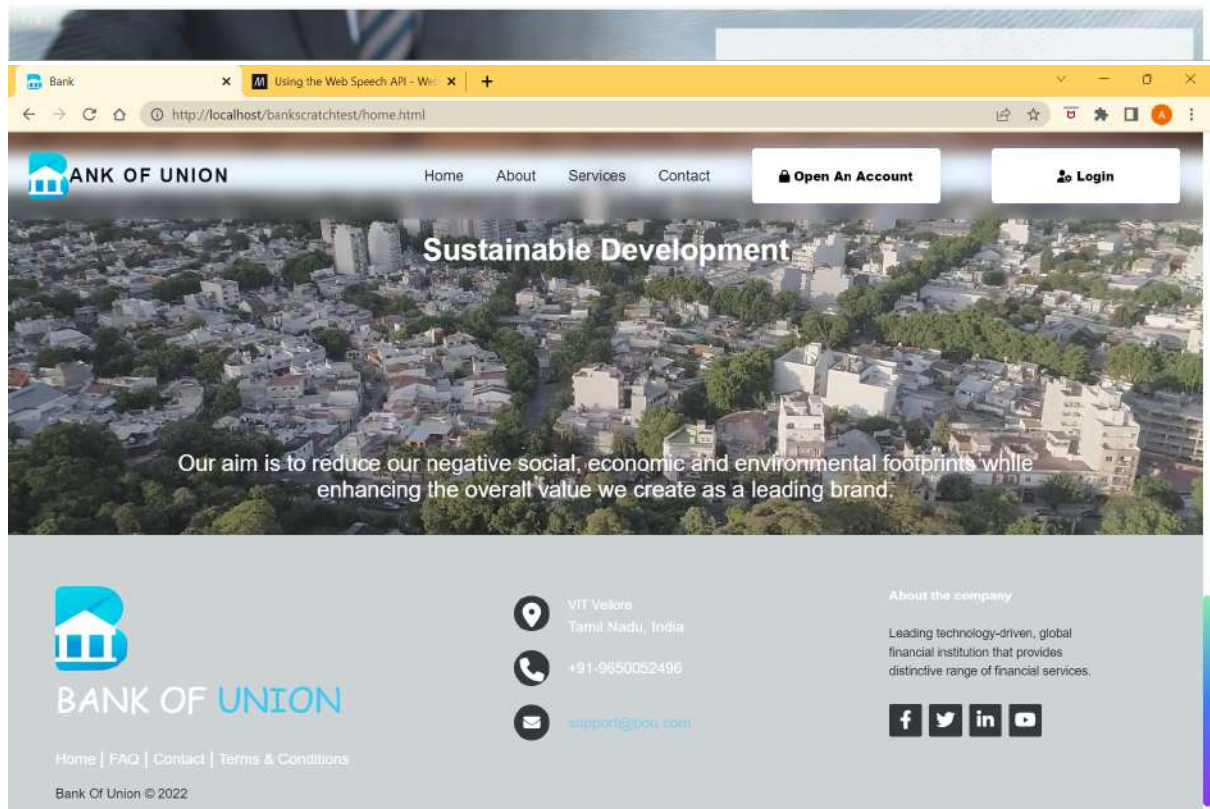 1 / 3
Bank
Using the Web Speech API - Web
http://localhost/bankscratchtest/home.html
A
BANK OF UNION
Home About Services Contact Open An Account Login
Sustainable Development
Our aim is to reduce our negative social, economic and environmental footprints while
enhancing the overall value we create as a leading brand.
B
BANK OF UNION
Home | FAQ | Contact | Terms & Conditions
Bank Of Union © 2022
VIT Vellore
Tamil Nadu, India
+91-9650052496
support@bou.com
About the company
Leading technology-driven, global
financial institution that provides
distinctive range of financial services.